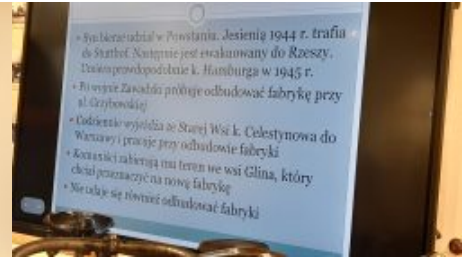 Syn bierze udział w Powstaniu. Jesienią 1944 r. trafia
do Stutthof. Następnie jest ewakuowany do Rzeszy.
Umiera prawdopodobnie k. Hamburga w 1945 r.
Po wojnie Zawadzki próbuje odbudować fabrykę przy
ul. Grzybowskiej
Codziennie wyjeżdża ze Starej Wsi k. Celestynowa do
Warszawy i pracuje przy odbudowie fabryki
Komuniści zabierają mu teren we wsi Glina, który
chciał przeznaczyć na nową fabrykę
Nie udaje się również odbudować fabryki